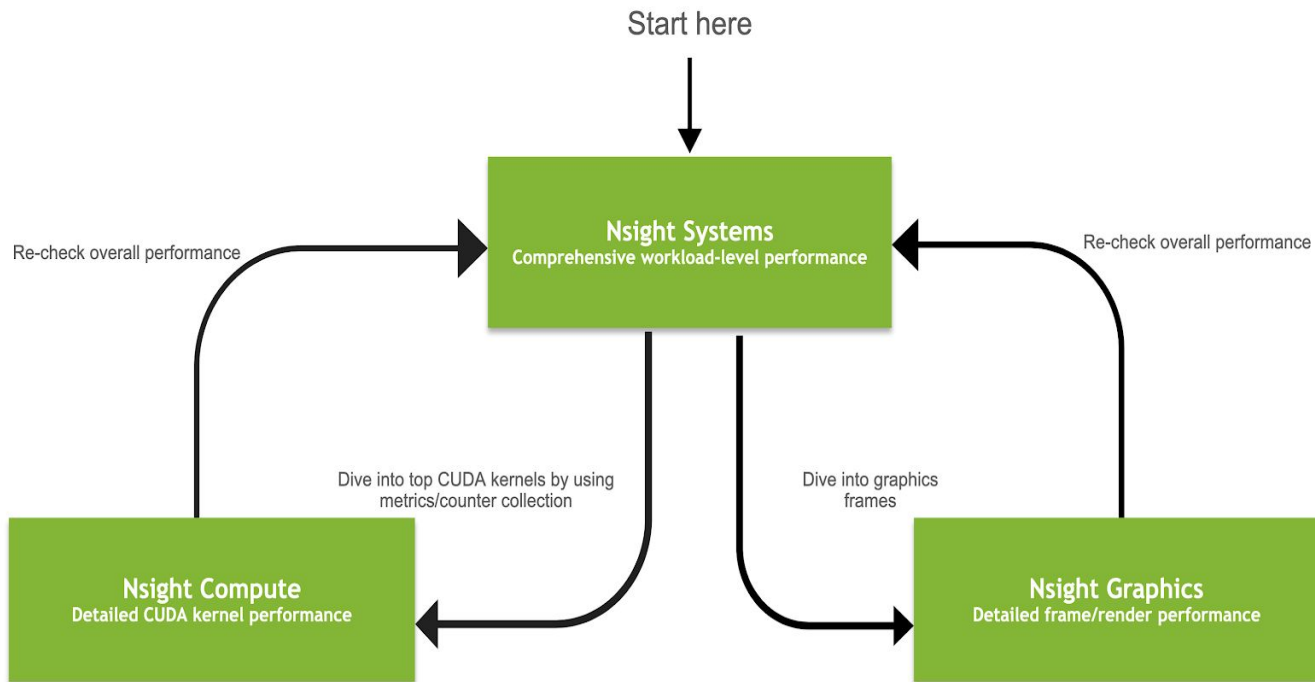 Start here
Nsight Systems
Comprehensive workload-level performance
Re-check overall performance
Re-check overall performance
Dive into top CUDA kernels by using
metrics/counter collection
Dive into graphics
frames
Nsight Compute
Detailed CUDA kernel performance
Nsight Graphics
Detailed frame/render performance